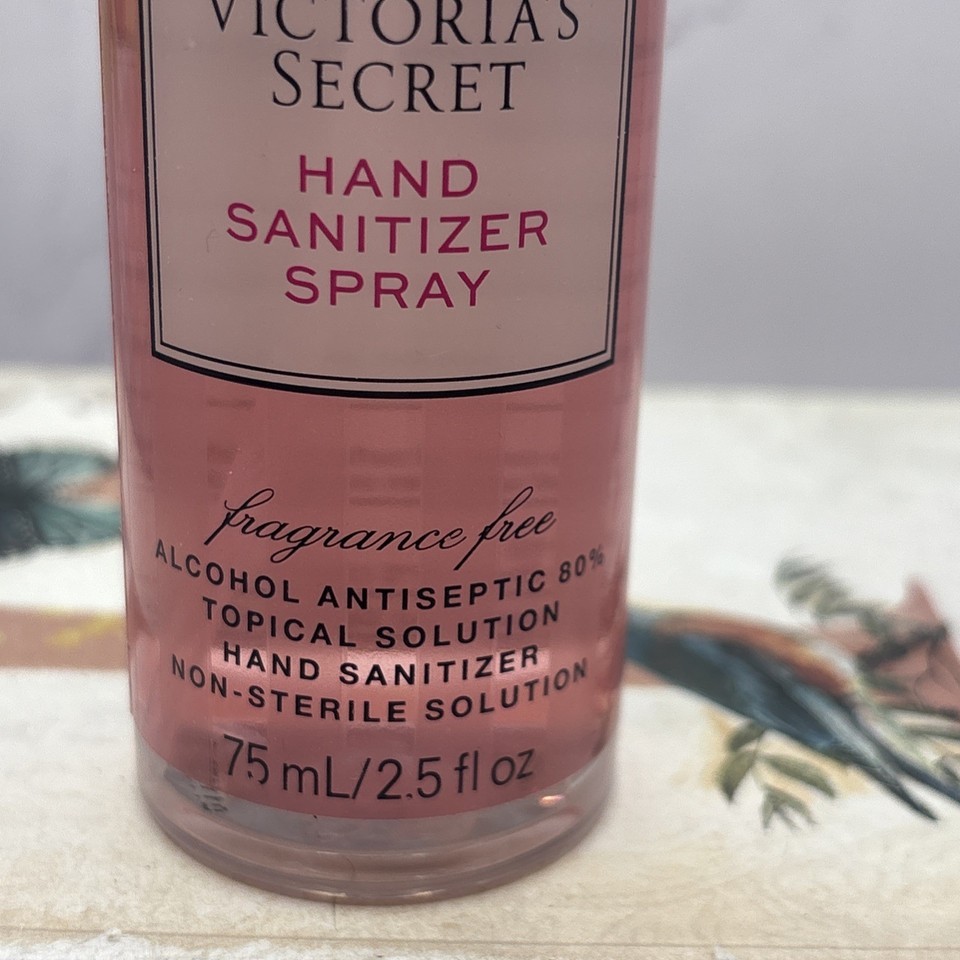 VICTORIA'S
SECRET
HAND
SANITIZER
SPRAY
fragrance free
ALCOHOL ANTISEPTIC 80%
TOPICAL SOLUTION
HAND SANITIZER
NON-STERILE SOLUTION
75 mL/2.5 fl oz